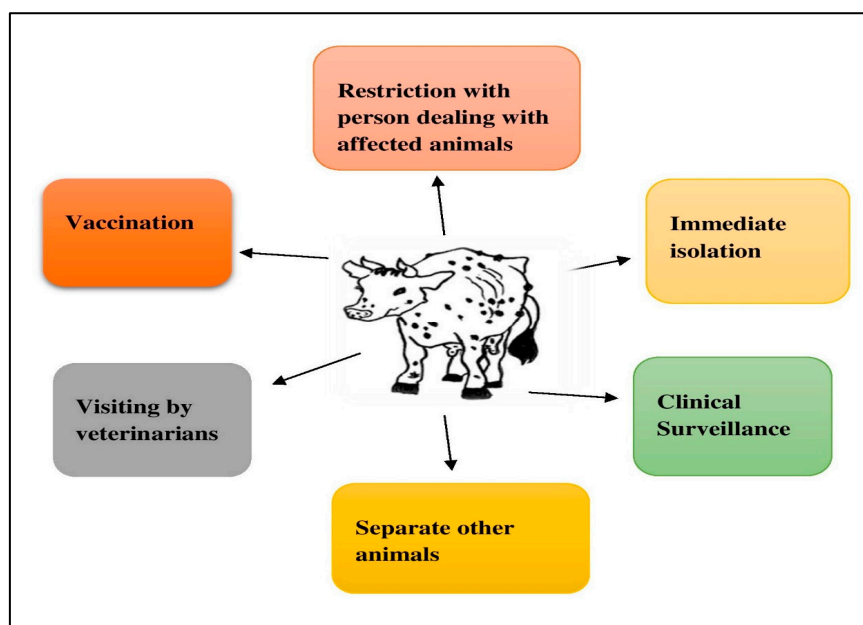 Restriction with
person dealing with
affected animals
Vaccination
Immediate
isolation
Visiting by
veterinarians
Clinical
Surveillance
Separate other
animals